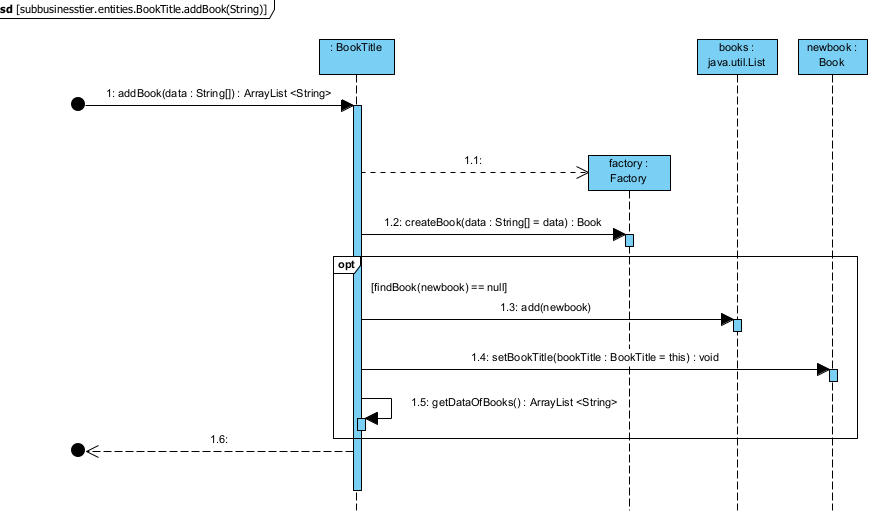 sd [subbusinesstier.entities.BookTitle.addBook(String)]
: BookTitle
books :
java.util.List
newbook :
Book
1: addBook(data : String[]) : ArrayList <String>
1.1:
factory :
Factory
1.2: createBook(data : String[] = data) : Book
opt
[findBook(newbook) == null]
1.3: add(newbook)
1.4: setBookTitle(bookTitle : BookTitle = this) : void
1.5: getDataOfBooks() : ArrayList <String>
1.6: